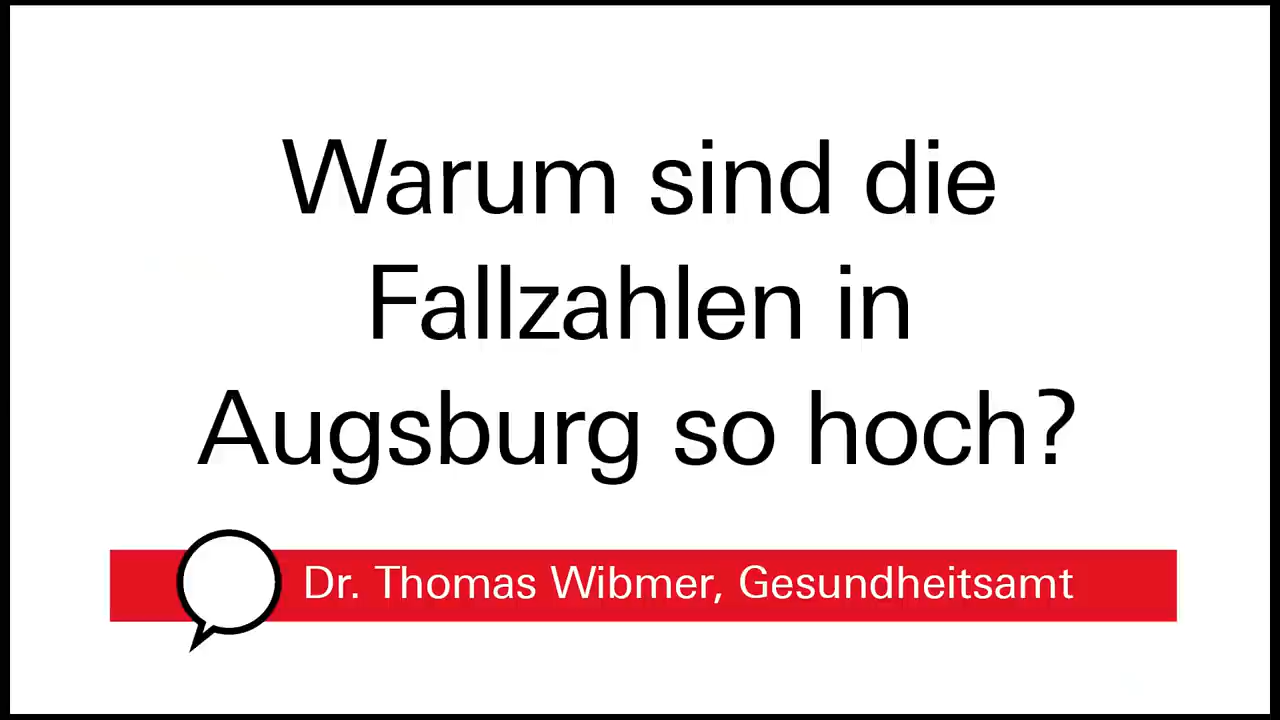 Warum sind die
Fallzahlen in
Augsburg so hoch?
Dr. Thomas Wibmer, Gesundheitsamt